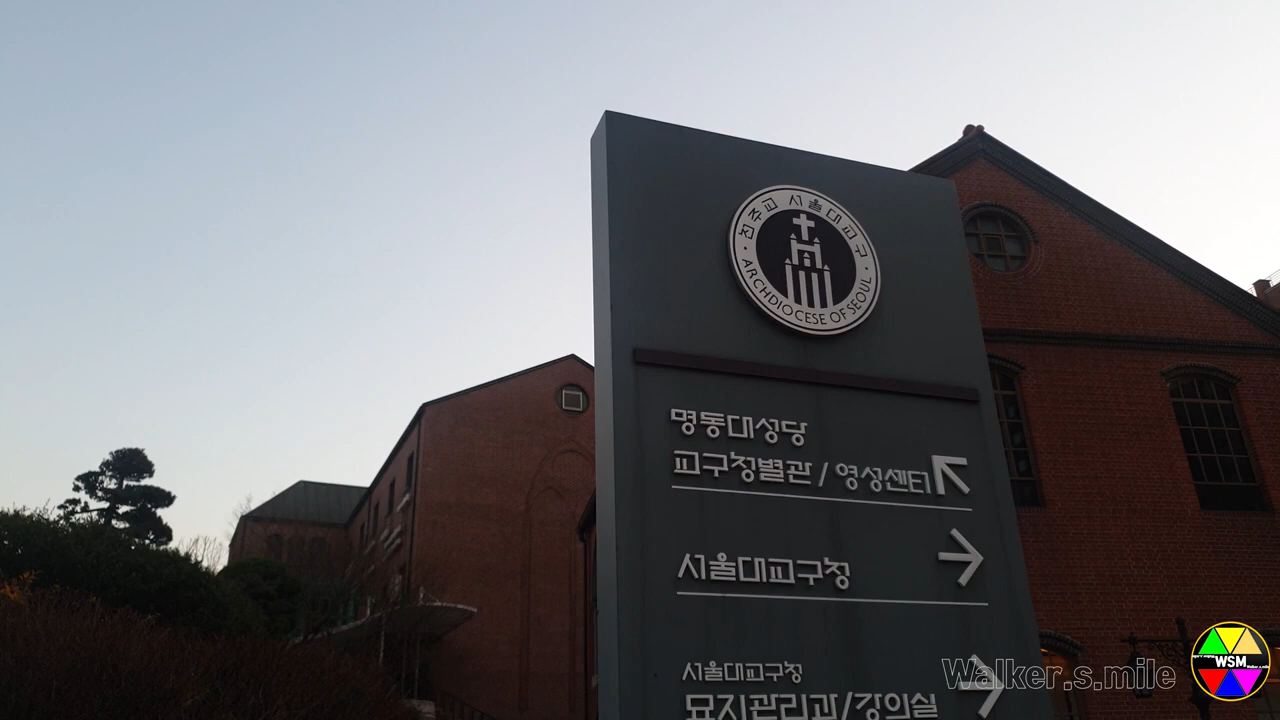 천주교 서울대교구
ARCHDIOCESE OF SEOUL
명동대성당
교구청별관 / 영성센터
서울대교구청
서울대교구청
묘지관리과/강의실
Walker.s.mile
WSM